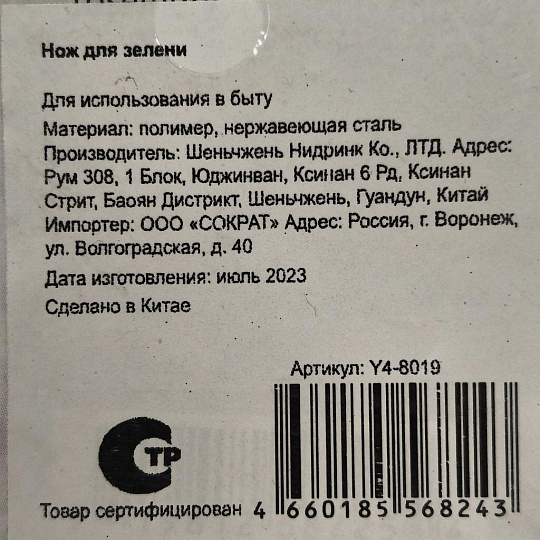 Нож для зелени
Для использования в быту
Материал: полимер, нержавеющая сталь
Производитель: Шеньчжень Нидринк Ко., ЛТД. Адрес:
Рум 308, 1 Блок, Юджинван, Ксинан 6 Рд, Ксинан
Стрит, Баоян Дистрикт, Шеньчжень, Гуандун, Китай
Импортер: ООО «СОКРАТ» Адрес: Россия, г. Воронеж,
ул. Волгоградская, д. 40
Дата изготовления: июль 2023
Сделано в Китае
Артикул: Y4-8019
СТР
Товар сертифицирован
4 660185 568243